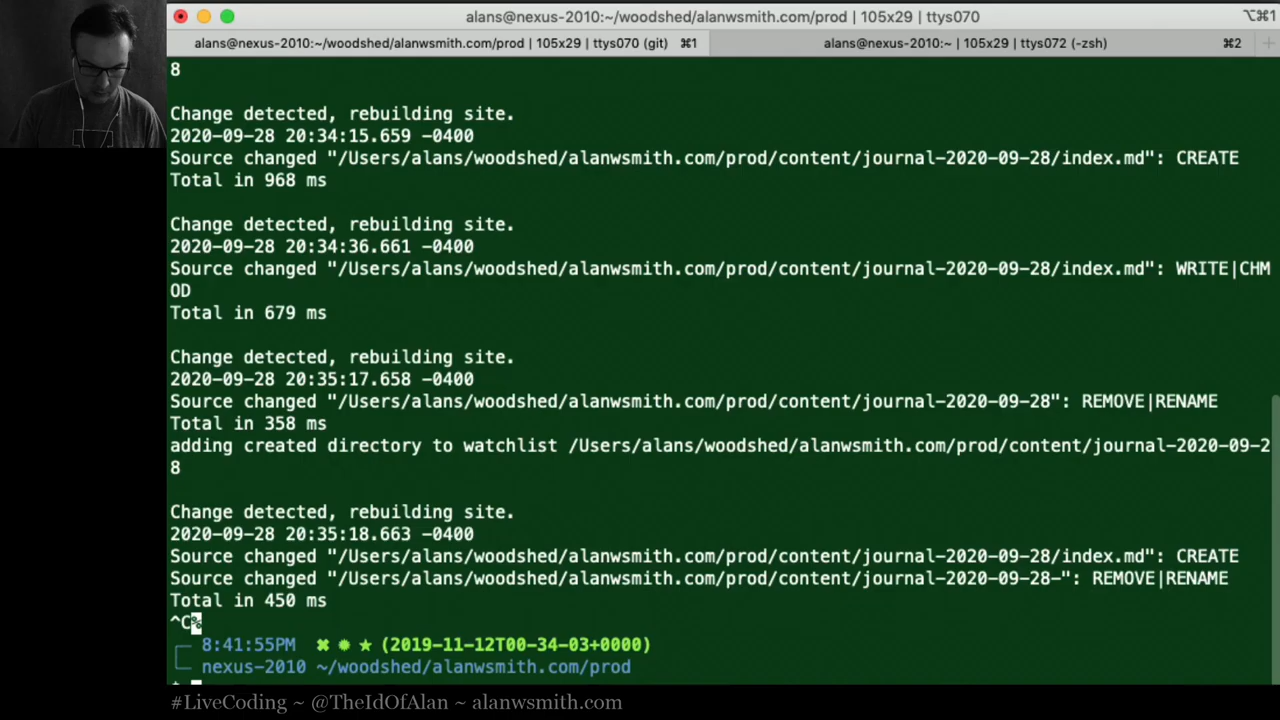 alans@nexus-2010:~/woodshed/alanwsmith.com/prod | 105x29 | ttys070
⌥⌘1
alans@nexus-2010:~/woodshed/alanwsmith.com/prod | 105x29 | ttys070 (git) ⌘1
alans@nexus-2010:~ | 105x29 | ttys072 (-zsh) ⌘2
8
Change detected, rebuilding site.
2020-09-28 20:34:15.659 -0400
Source changed "/Users/alans/woodshed/alanwsmith.com/prod/content/journal-2020-09-28/index.md": CREATE
Total in 968 ms
Change detected, rebuilding site.
2020-09-28 20:34:36.661 -0400
Source changed "/Users/alans/woodshed/alanwsmith.com/prod/content/journal-2020-09-28/index.md": WRITE|CHM
OD
Total in 679 ms
Change detected, rebuilding site.
2020-09-28 20:35:17.658 -0400
Source changed "/Users/alans/woodshed/alanwsmith.com/prod/content/journal-2020-09-28": REMOVE|RENAME
Total in 358 ms
adding created directory to watchlist /Users/alans/woodshed/alanwsmith.com/prod/content/journal-2020-09-2
8
Change detected, rebuilding site.
2020-09-28 20:35:18.663 -0400
Source changed "/Users/alans/woodshed/alanwsmith.com/prod/content/journal-2020-09-28/index.md": CREATE
Source changed "/Users/alans/woodshed/alanwsmith.com/prod/content/journal-2020-09-28-": REMOVE|RENAME
Total in 450 ms
^C%
8:41:55PM ✖ ✹ ★ (2019-11-12T00-34-03+0000)
nexus-2010 ~/woodshed/alanwsmith.com/prod
#LiveCoding ~ @TheIdOfAlan ~ alanwsmith.com